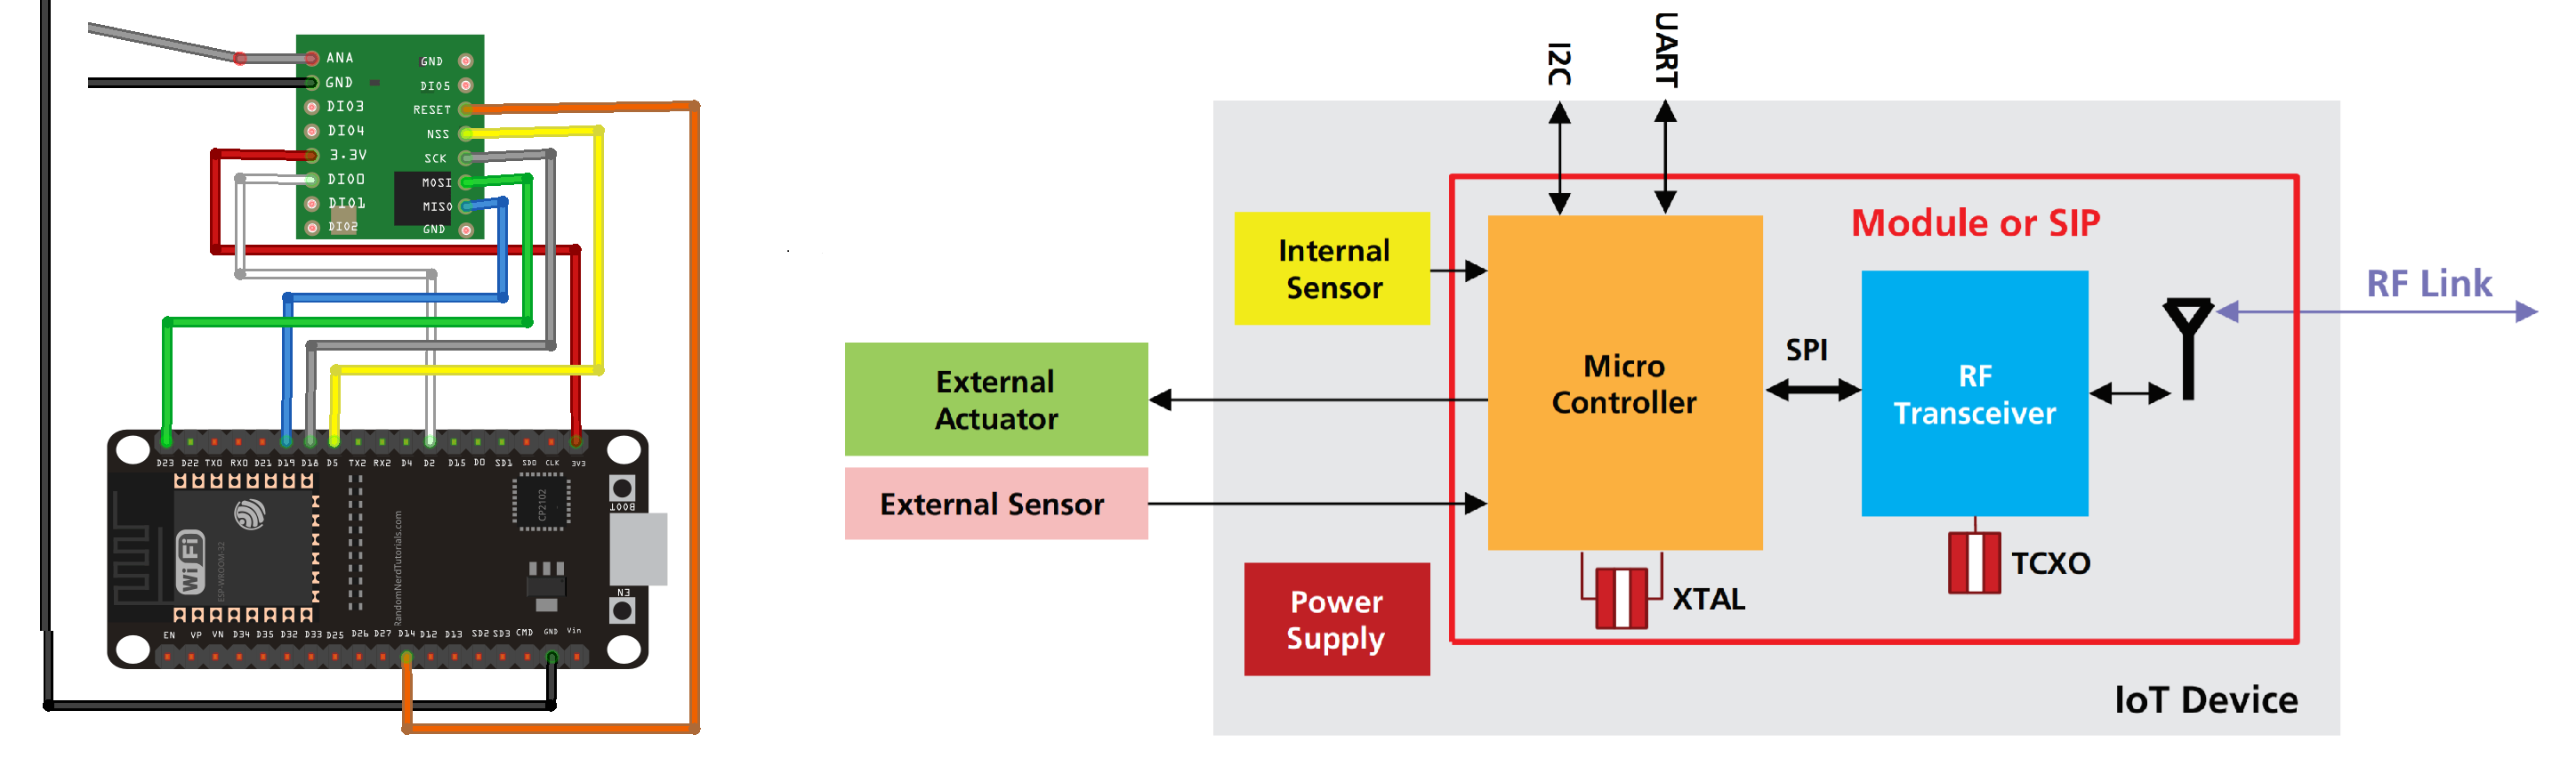 ANA
GND
DIO3
DIO4
3.3V
DIO0
DIO1
DIO2
GND
DIO5
RESET
NSS
SCK
MOSI
MISO
GND
D23 D22 TX0 RX0 D21 D19 D18 D5 TX2 RX2 D4 D2 D15 D0 SD1 SD0 CLK 3V3
WiFi
ESP-WROOM-32
RandomNerdTutorials.com
CP2102
BOOT
EN
EN VP VN D34 D35 D32 D33 D25 D26 D27 D14 D12 D13 SD2 SD3 CMD GND Vin
I2C
UART
Module or SIP
Internal
Sensor
External
Actuator
External Sensor
Power
Supply
Micro
Controller
SPI
RF
Transceiver
XTAL
TCXO
RF Link
IoT Device